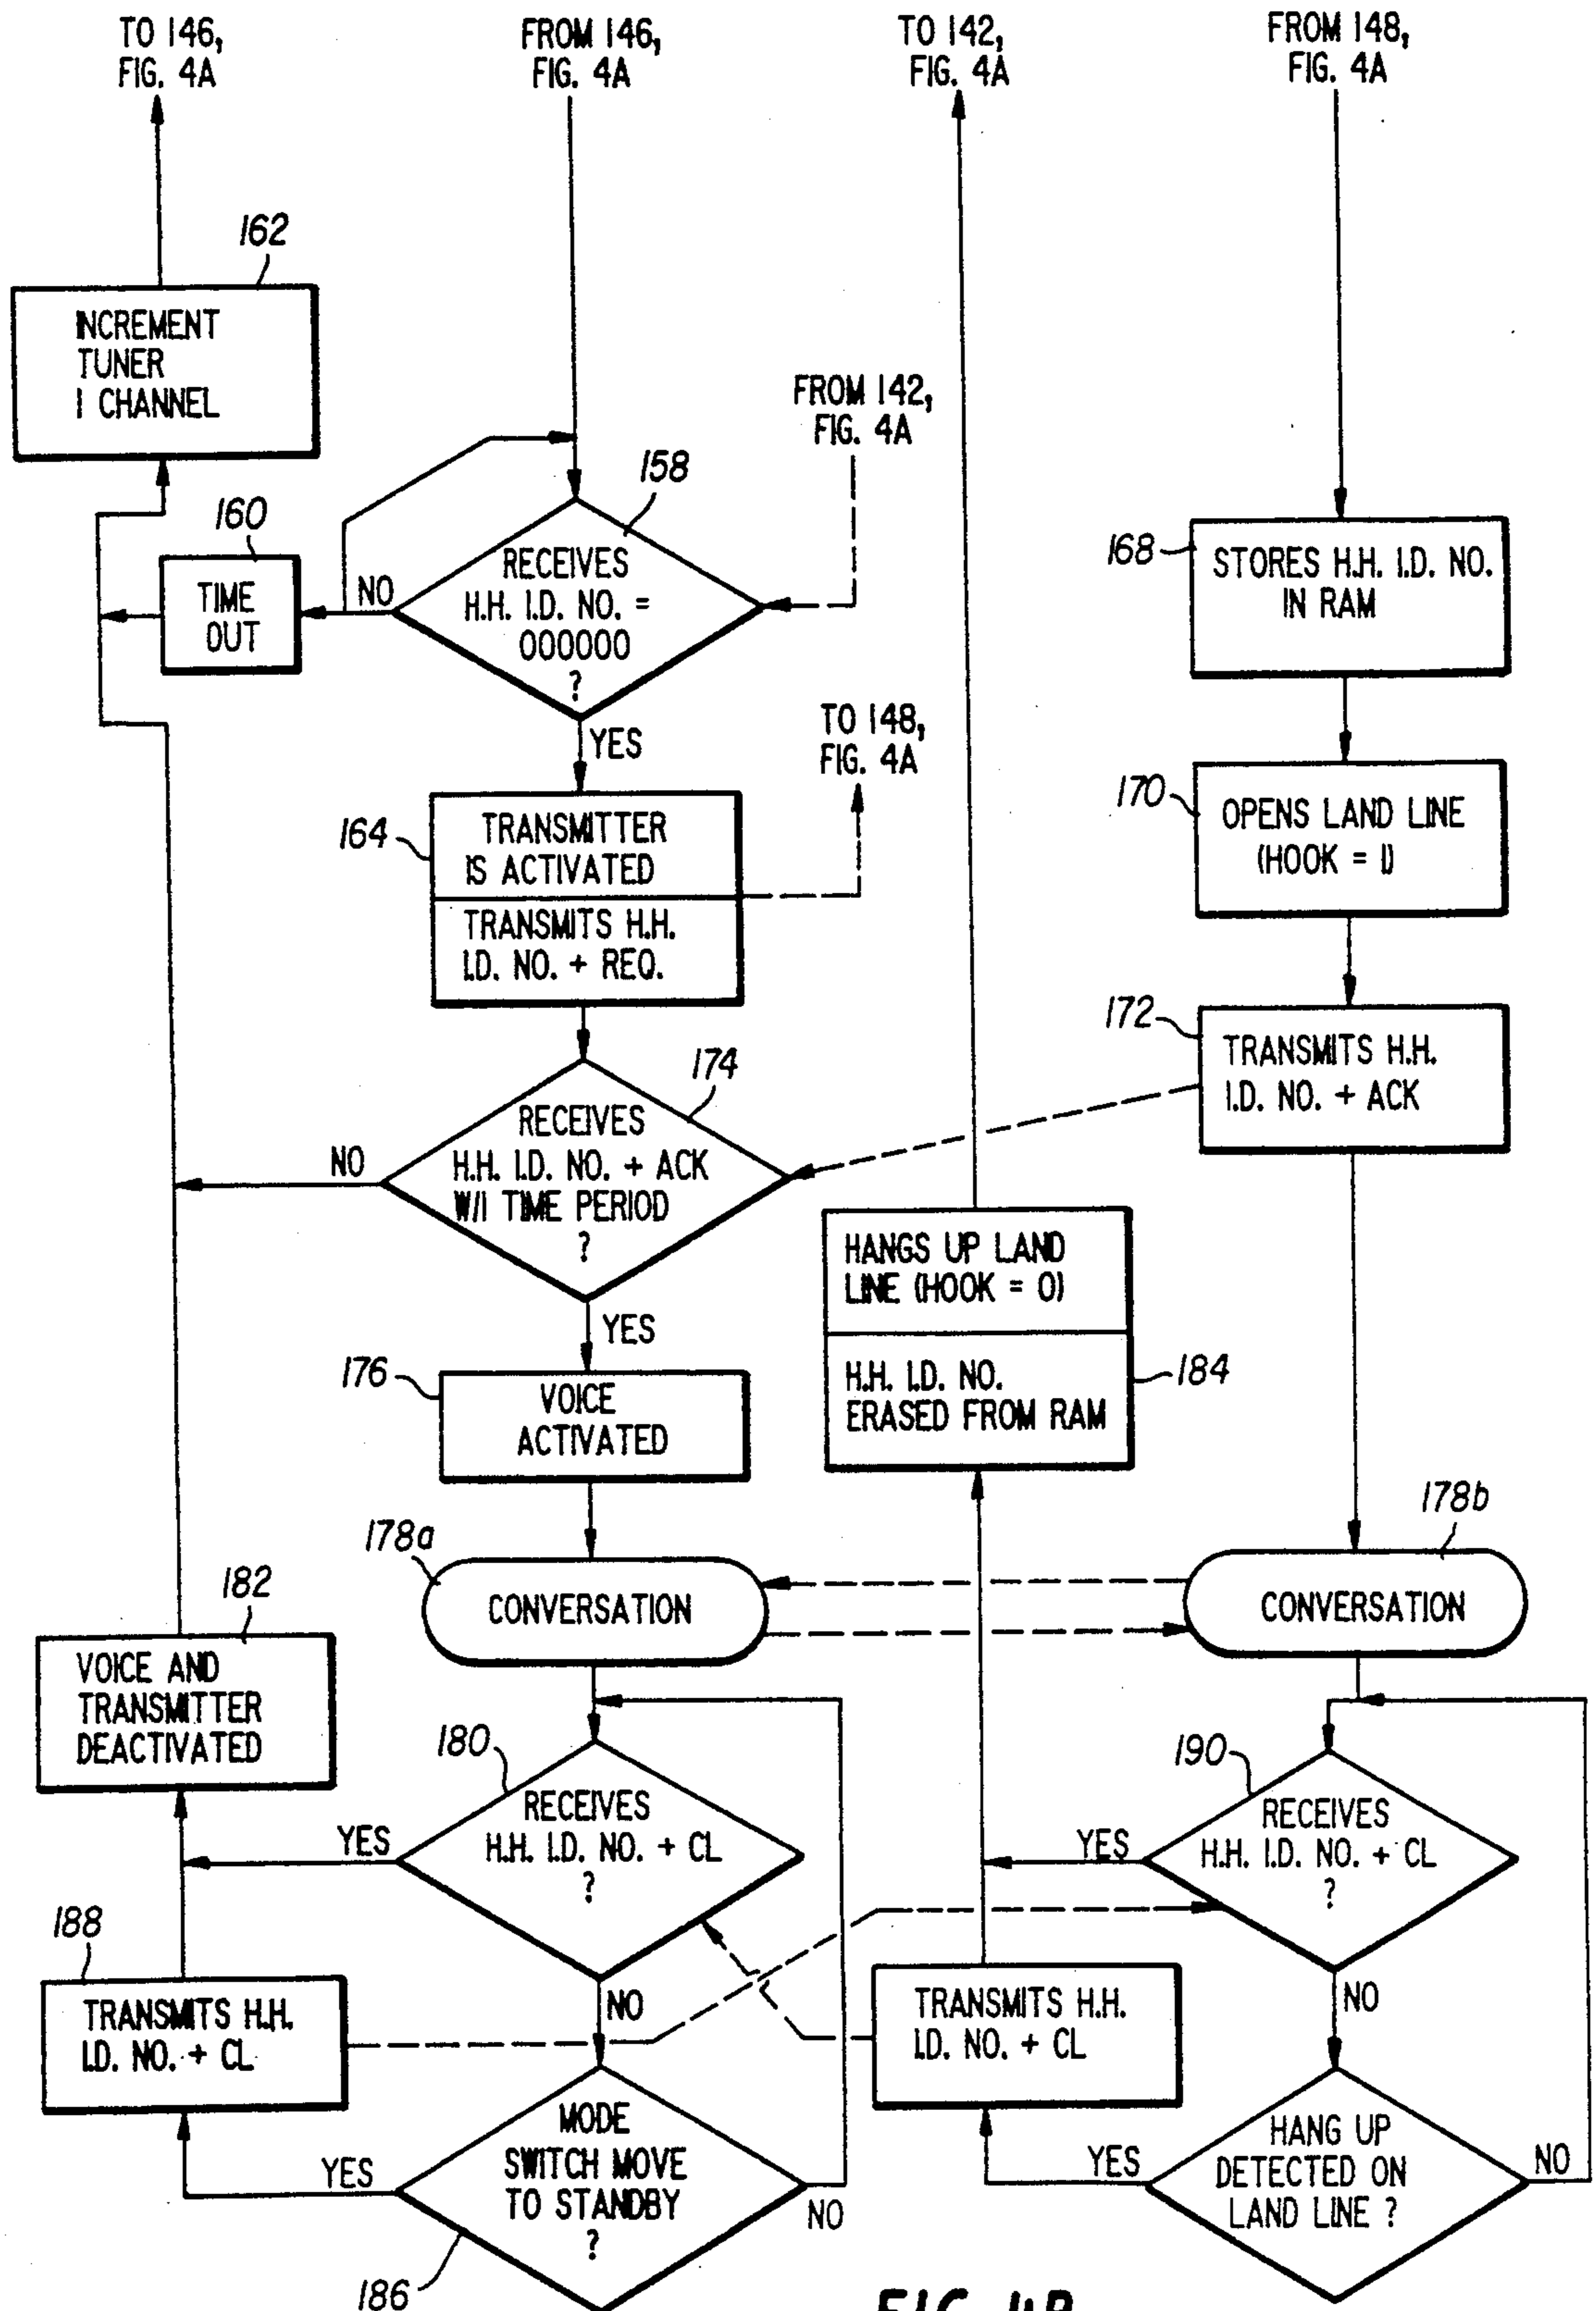 TO 146,
FIG. 4A
FROM 146,
FIG. 4A
TO 142,
FIG. 4A
FROM 148,
FIG. 4A
162
INCREMENT
TUNER
1 CHANNEL
FROM 142,
FIG. 4A
158
RECEIVES
H.H. I.D. NO. =
000000
?
160
TIME
OUT
NO
YES
168
STORES H.H. I.D. NO.
IN RAM
TO 148,
FIG. 4A
164
TRANSMITTER
IS ACTIVATED
TRANSMITS H.H.
I.D. NO. + REQ.
170
OPENS LAND LINE
(HOOK = 1)
172
TRANSMITS H.H.
I.D. NO. + ACK
174
RECEIVES
H.H. I.D. NO. + ACK
W/I TIME PERIOD
?
NO
YES
HANGS UP LAND
LINE (HOOK = 0)
H.H. I.D. NO.
ERASED FROM RAM
184
176
VOICE
ACTIVATED
178a
CONVERSATION
178b
CONVERSATION
182
VOICE AND
TRANSMITTER
DEACTIVATED
180
RECEIVES
H.H. I.D. NO. + CL
?
YES
NO
190
RECEIVES
H.H. I.D. NO. + CL
?
YES
NO
188
TRANSMITS H.H.
I.D. NO. + CL
TRANSMITS H.H.
I.D. NO. + CL
MODE
SWITCH MOVE
TO STANDBY
?
YES
NO
186
HANG UP
DETECTED ON
LAND LINE ?
YES
NO
FIG. 4B